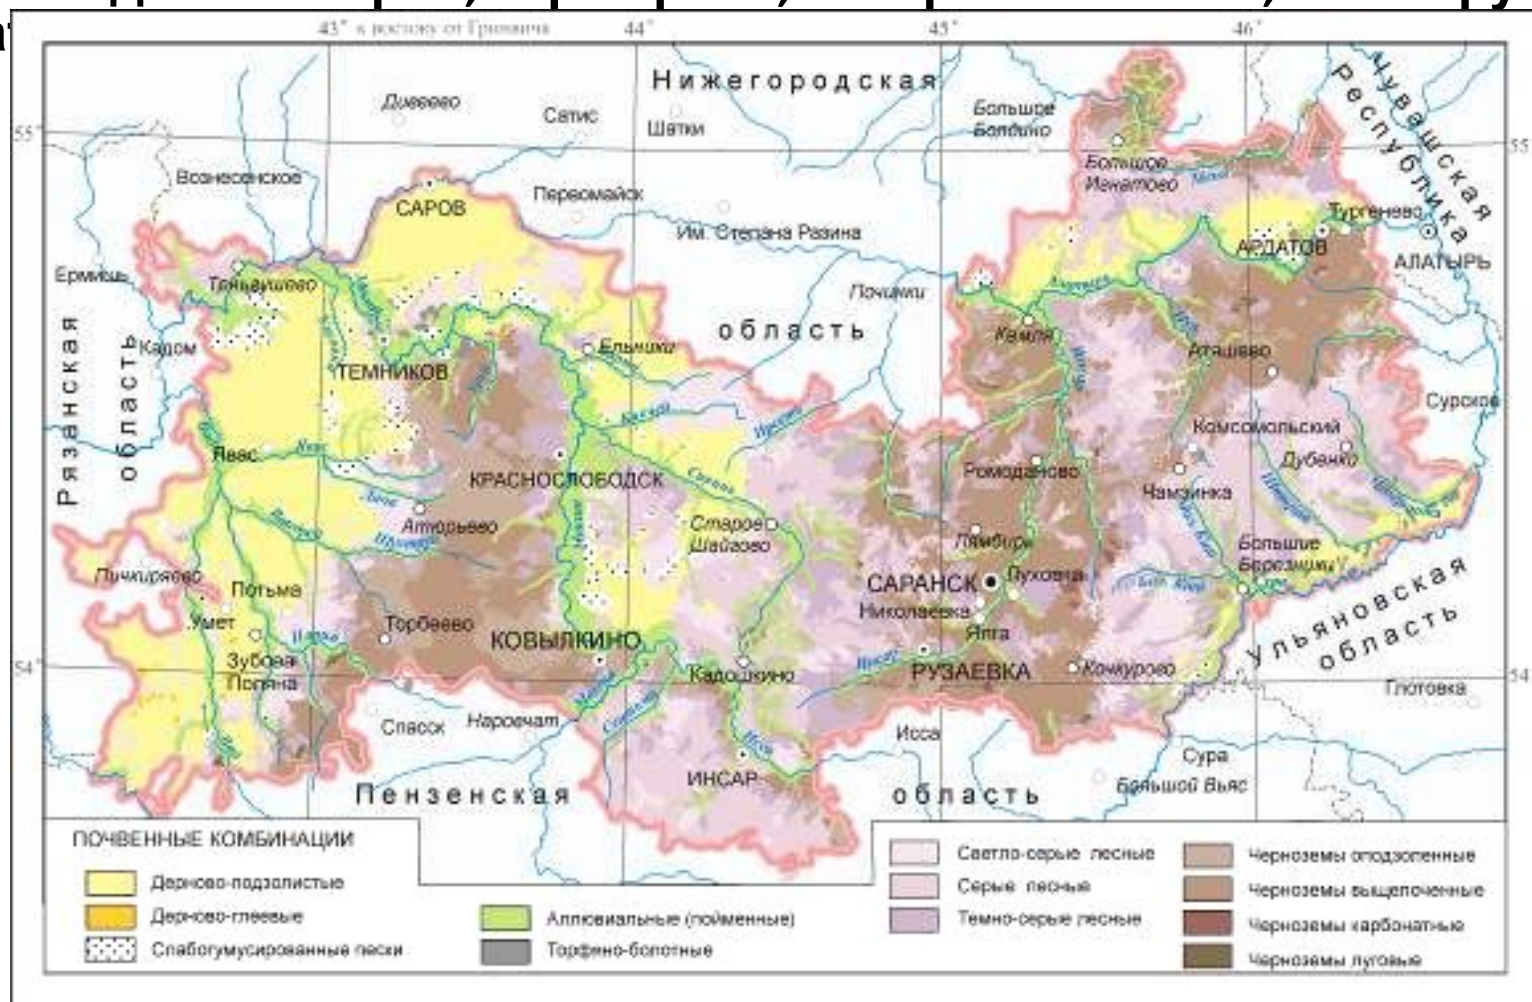 43° к востоку от Гринвича
44°
45°
46°
Нижегородская
Дивеево
Сатис
Шатки
Большое
Болдино
Чувашская
Республика
55°
55
Большое
Игнатово
Вознесенское
Первомайск
САРОВ
Тургенево
Им. Степана Разина
АРДАТОВ
АЛАТЫРЬ
Ермишь
Теньгушево
Починки
область
Кемля
Кадом
Ельники
Атяшево
ТЕМНИКОВ
Рязанская
область
Сурское
Комсомольский
Явас
Дубенки
КРАСНОСЛОБОДСК
Ромоданово
Чамзинка
Атюрьево
Старое
Шайгово
Лямбирь
Большие
Березники
Пичкиряево
Потьма
САРАНСК
Луховка
Николаевка
Умет
Торбеево
КОВЫЛКИНО
Ялга
Ульяновская
область
54°
54
Зубова
Поляна
Кадошкино
РУЗАЕВКА
Кочкурово
Инсар
Глотовка
Спасск
Наровчат
Исса
Сура
ИНСАР
Большой Вьяс
Пензенская
область
ПОЧВЕННЫЕ КОМБИНАЦИИ
Дерново-подзолистые
Дерново-глеевые
Слабогумусированные пески
Аллювиальные (пойменные)
Торфяно-болотные
Светло-серые лесные
Серые лесные
Темно-серые лесные
Черноземы оподзоленные
Черноземы выщелоченные
Черноземы карбонатные
Черноземы луговые